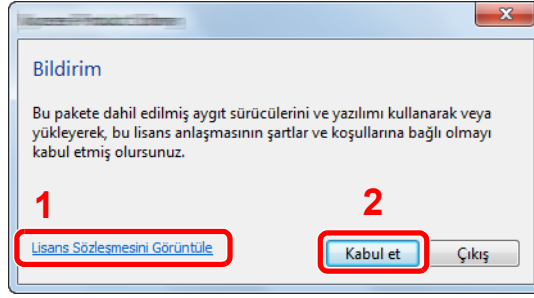 Bildirim
Bu pakete dahil edilmiş aygıt sürücülerini ve yazılımı kullanarak veya
yükleyerek, bu lisans anlaşmasının şartlar ve koşullarına bağlı olmayı
kabul etmiş olursunuz.
1
2
Lisans Sözleşmesini Görüntüle
Kabul et
Çıkış